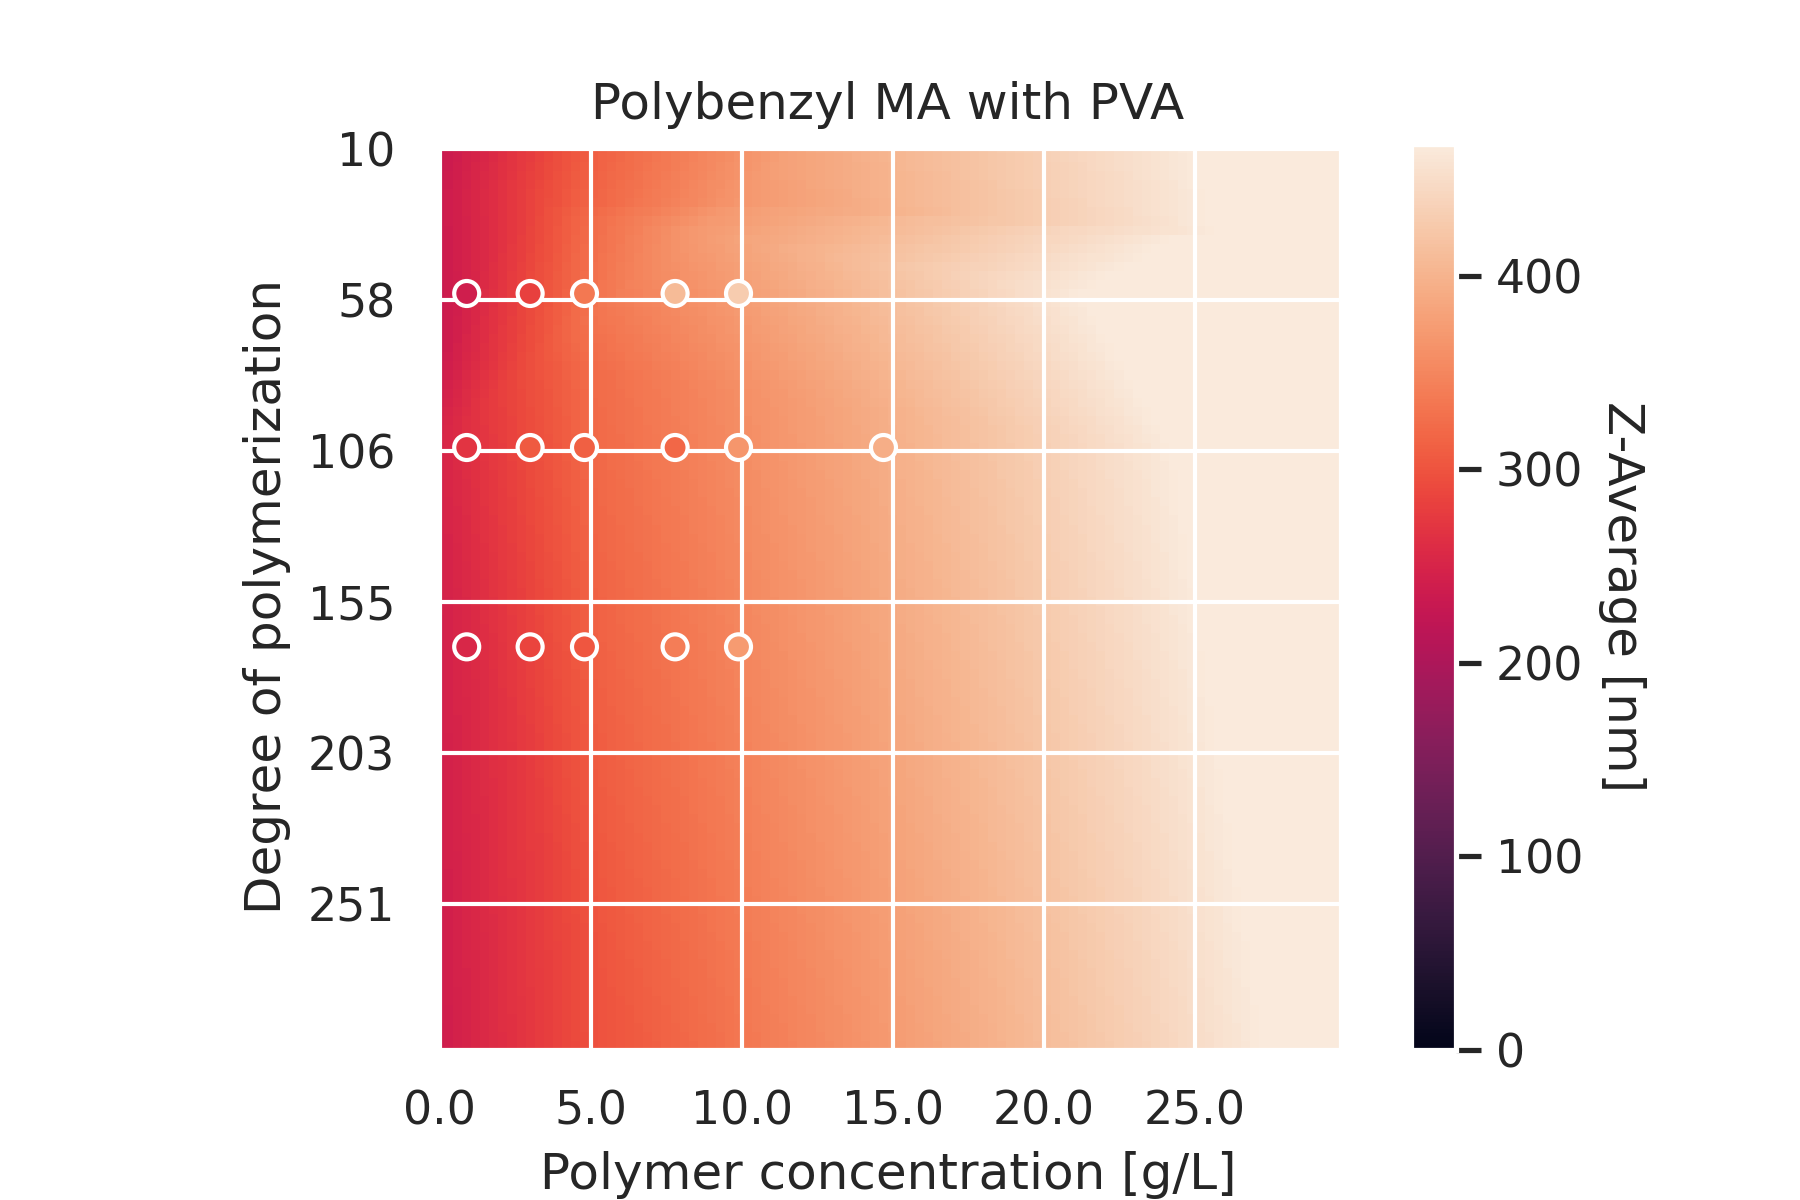 Polybenzyl MA with PVA
10
58
106
155
203
251
Degree of polymerization
0.0 5.0 10.0 15.0 20.0 25.0
Polymer concentration [g/L]
400
300
200
100
0
Z-Average [nm]